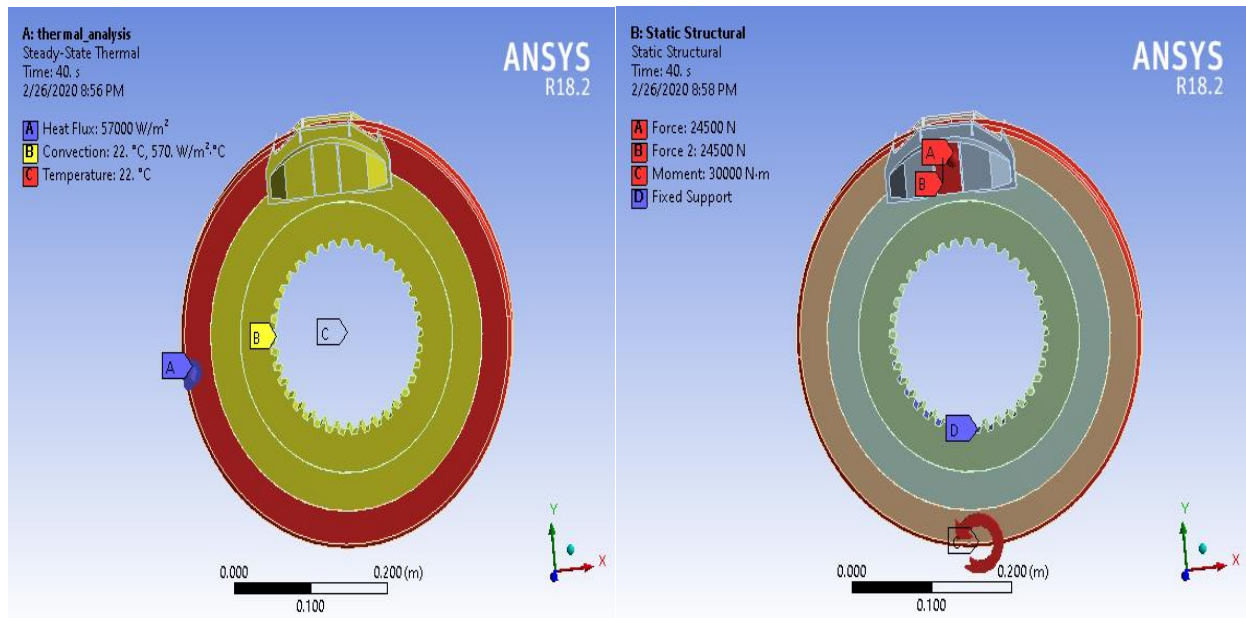 A: thermal_analysis
Steady-State Thermal
Time: 40. s
2/26/2020 8:56 PM
A Heat Flux: 57000 W/m²
B Convection: 22. °C, 570. W/m²·°C
C Temperature: 22. °C
ANSYS
R18.2
A
B
C
Y
X
0.000
0.200 (m)
0.100
B: Static Structural
Static Structural
Time: 40. s
2/26/2020 8:58 PM
A Force: 24500 N
B Force 2: 24500 N
C Moment: 30000 N·m
D Fixed Support
ANSYS
R18.2
A
B
D
C
Y
X
0.000
0.200 (m)
0.100